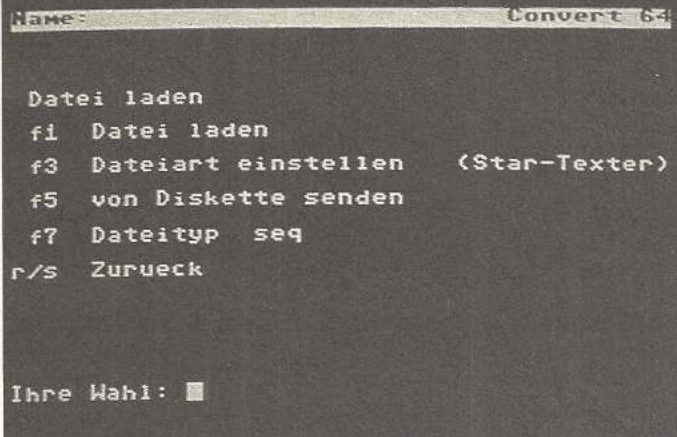 Name: Convert 64
Datei laden
f1 Datei laden
f3 Dateiart einstellen (Star-Texter)
f5 von Diskette senden
f7 Dateityp seq
r/s Zurueck
Ihre Wahl: